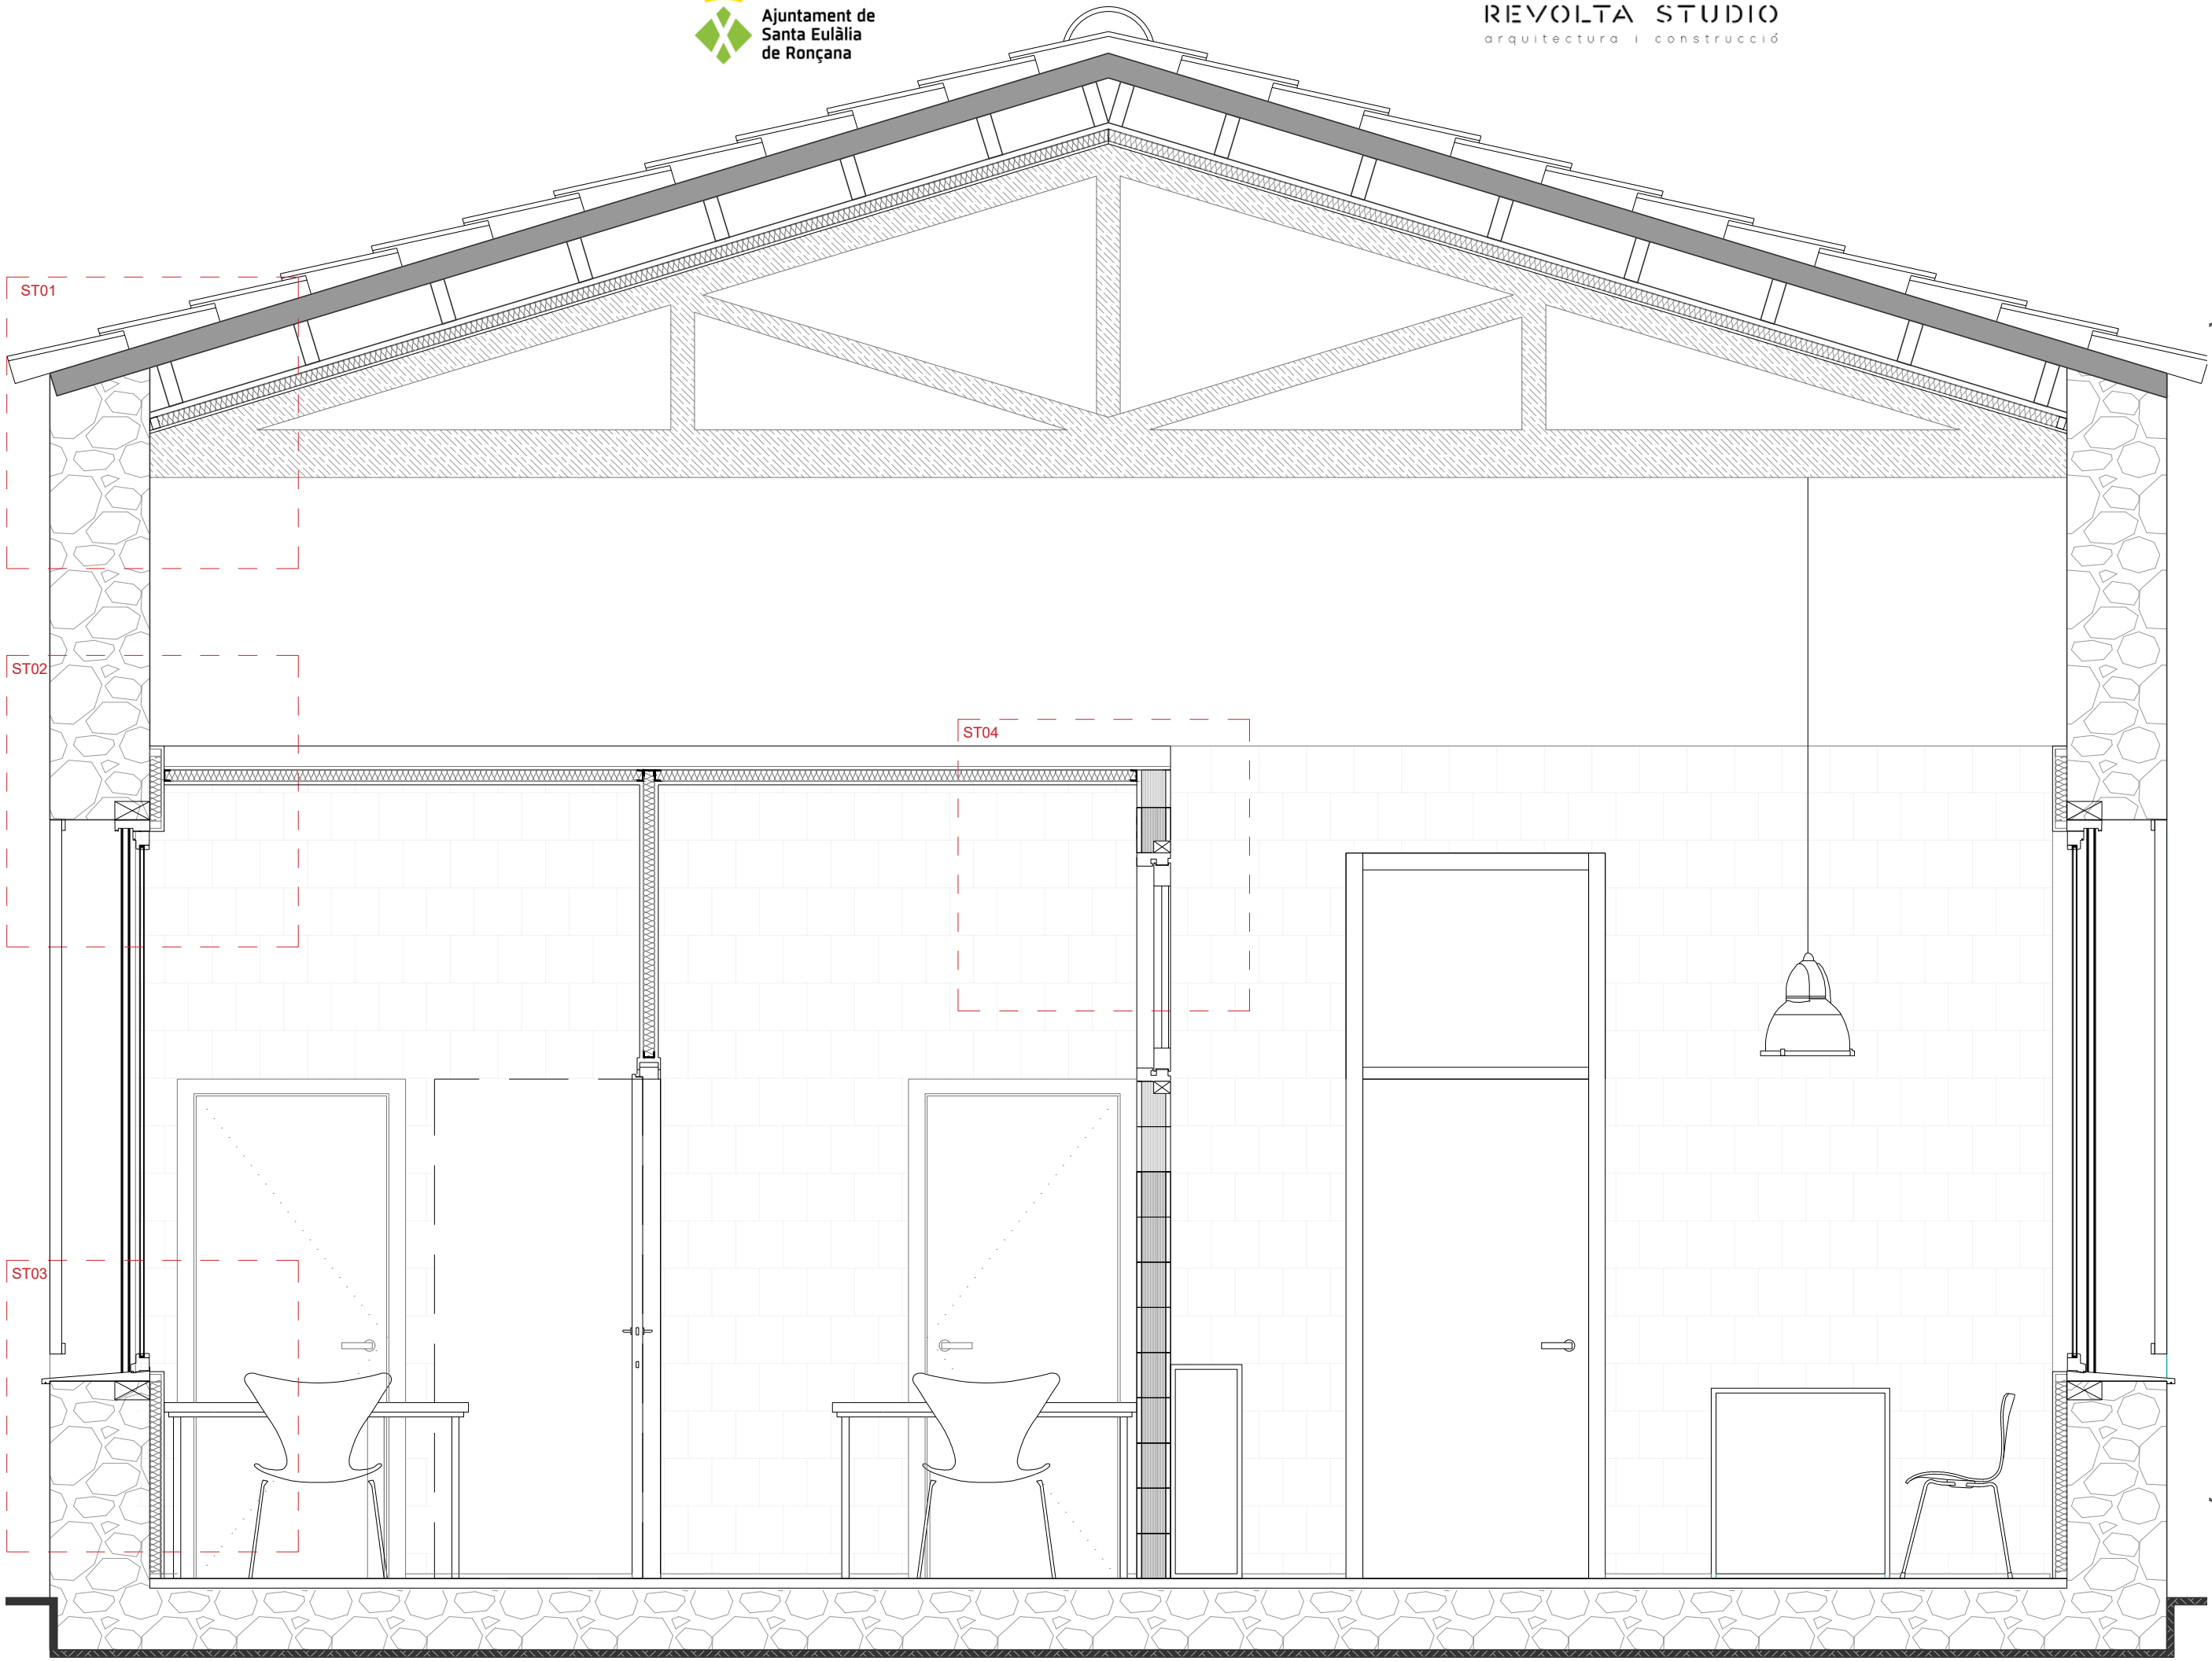 Ajuntament de
Santa Eulàlia
de Ronçana
REVOLTA STUDIO
arquitectura i construcció
ST01
ST02
ST04
ST03